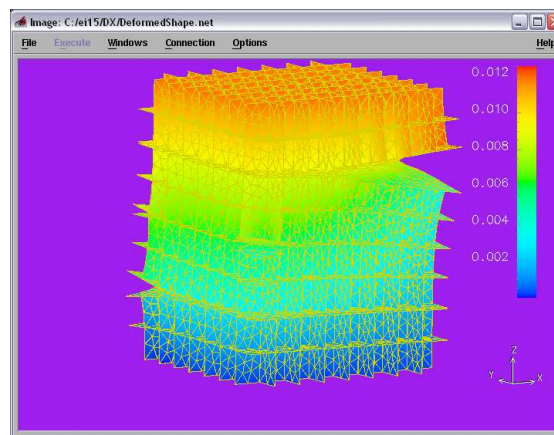 Image: C:/ei15/DX/DeformedShape.net
File Execute Windows Connection Options Help
0.012
0.010
0.008
0.006
0.004
0.002
Z
Y X